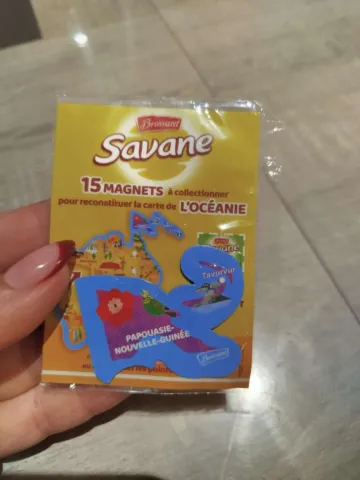 Brossard
Savane
15 MAGNETS à collectionner
pour reconstituer la carte de L'OCÉANIE
Tavurvur
PAPOUASIE-
NOUVELLE-GUINÉE
Brossard